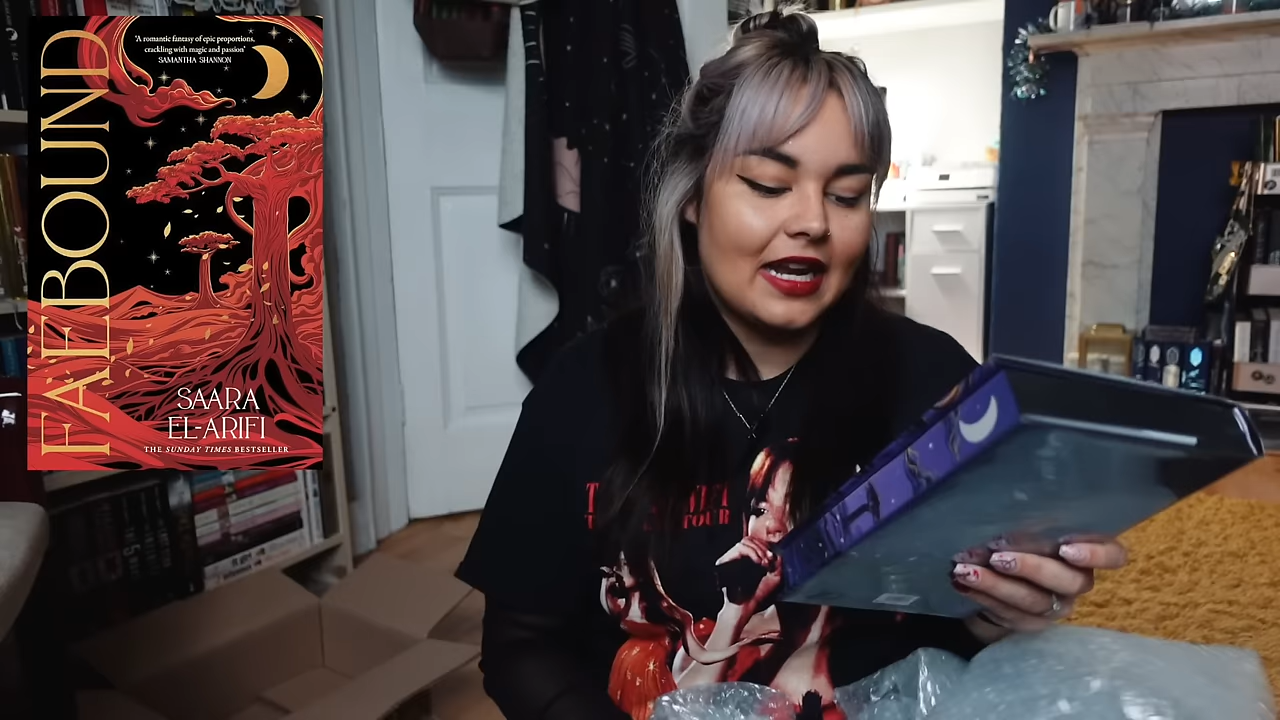 FAEBOUND
'A romantic fantasy of epic proportions,
crackling with magic and passion'
SAMANTHA SHANNON
SAARA
EL-ARIFI
THE SUNDAY TIMES BESTSELLER
TOUR